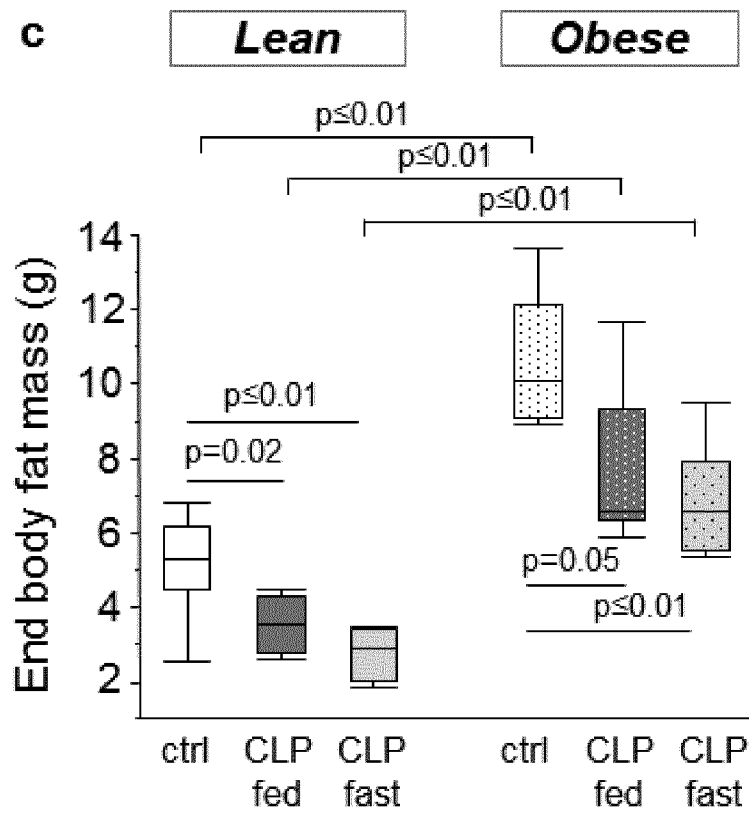 c
Lean
Obese
p≤0.01
p≤0.01
p≤0.01
End body fat mass (g)
14
12
10
8
6
4
2
p≤0.01
p=0.02
p=0.05
p≤0.01
ctrl
CLP
fed
CLP
fast
ctrl
CLP
fed
CLP
fast